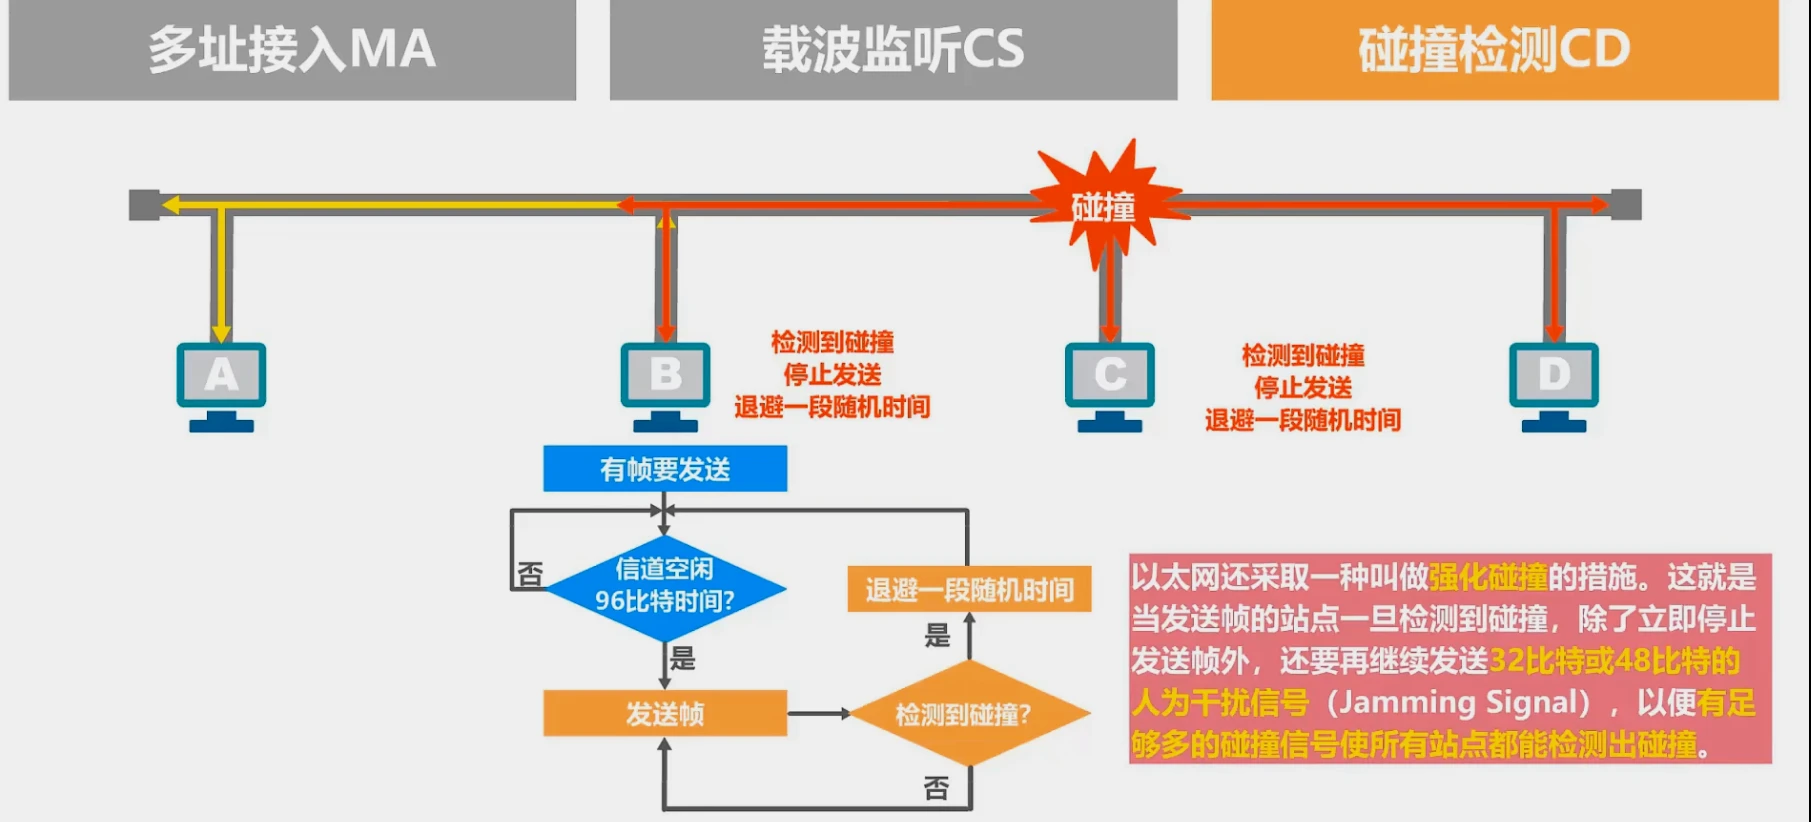 多址接入MA
载波监听CS
碰撞检测CD
碰撞
A
B
C
D
检测到碰撞
停止发送
退避一段随机时间
检测到碰撞
停止发送
退避一段随机时间
有帧要发送
信道空闲
96比特时间?
否
是
发送帧
检测到碰撞?
是
退避一段随机时间
否
以太网还采取一种叫做强化碰撞的措施。这就是
当发送帧的站点一旦检测到碰撞，除了立即停止
发送帧外，还要再继续发送32比特或48比特的
人为干扰信号（Jamming Signal），以便有足
够多的碰撞信号使所有站点都能检测出碰撞。